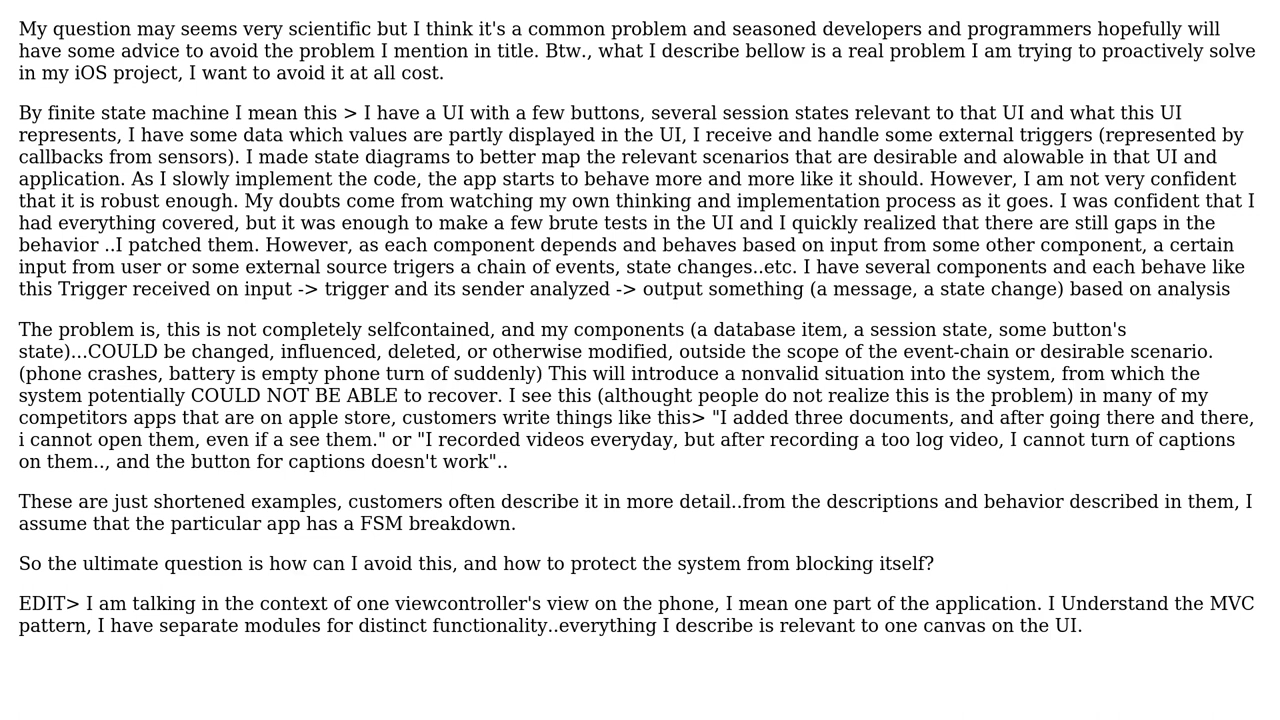 My question may seems very scientific but I think it's a common problem and seasoned developers and programmers hopefully will
have some advice to avoid the problem I mention in title. Btw., what I describe bellow is a real problem I am trying to proactively solve
in my iOS project, I want to avoid it at all cost.
By finite state machine I mean this > I have a UI with a few buttons, several session states relevant to that UI and what this UI
represents, I have some data which values are partly displayed in the UI, I receive and handle some external triggers (represented by
callbacks from sensors). I made state diagrams to better map the relevant scenarios that are desirable and alowable in that UI and
application. As I slowly implement the code, the app starts to behave more and more like it should. However, I am not very confident
that it is robust enough. My doubts come from watching my own thinking and implementation process as it goes. I was confident that I
had everything covered, but it was enough to make a few brute tests in the UI and I quickly realized that there are still gaps in the
behavior ..I patched them. However, as each component depends and behaves based on input from some other component, a certain
input from user or some external source trigers a chain of events, state changes..etc. I have several components and each behave like
this Trigger received on input -> trigger and its sender analyzed -> output something (a message, a state change) based on analysis
The problem is, this is not completely selfcontained, and my components (a database item, a session state, some button's
state)...COULD be changed, influenced, deleted, or otherwise modified, outside the scope of the event-chain or desirable scenario.
(phone crashes, battery is empty phone turn of suddenly) This will introduce a nonvalid situation into the system, from which the
system potentially COULD NOT BE ABLE to recover. I see this (althought people do not realize this is the problem) in many of my
competitors apps that are on apple store, customers write things like this> "I added three documents, and after going there and there,
i cannot open them, even if a see them." or "I recorded videos everyday, but after recording a too log video, I cannot turn of captions
on them.., and the button for captions doesn't work"..
These are just shortened examples, customers often describe it in more detail..from the descriptions and behavior described in them, I
assume that the particular app has a FSM breakdown.
So the ultimate question is how can I avoid this, and how to protect the system from blocking itself?
EDIT> I am talking in the context of one viewcontroller's view on the phone, I mean one part of the application. I Understand the MVC
pattern, I have separate modules for distinct functionality..everything I describe is relevant to one canvas on the UI.